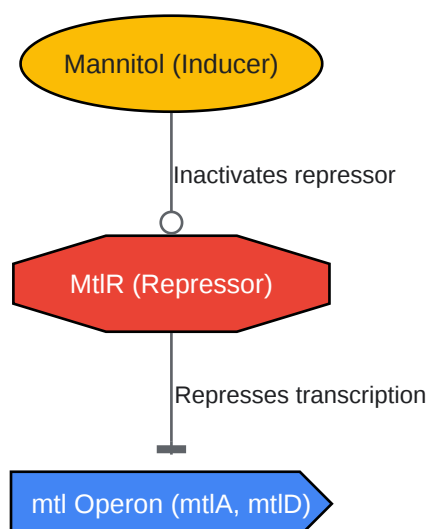 Mannitol (Inducer)
Inactivates repressor
MtlR (Repressor)
Represses transcription
mtl Operon (mtlA, mtlD)